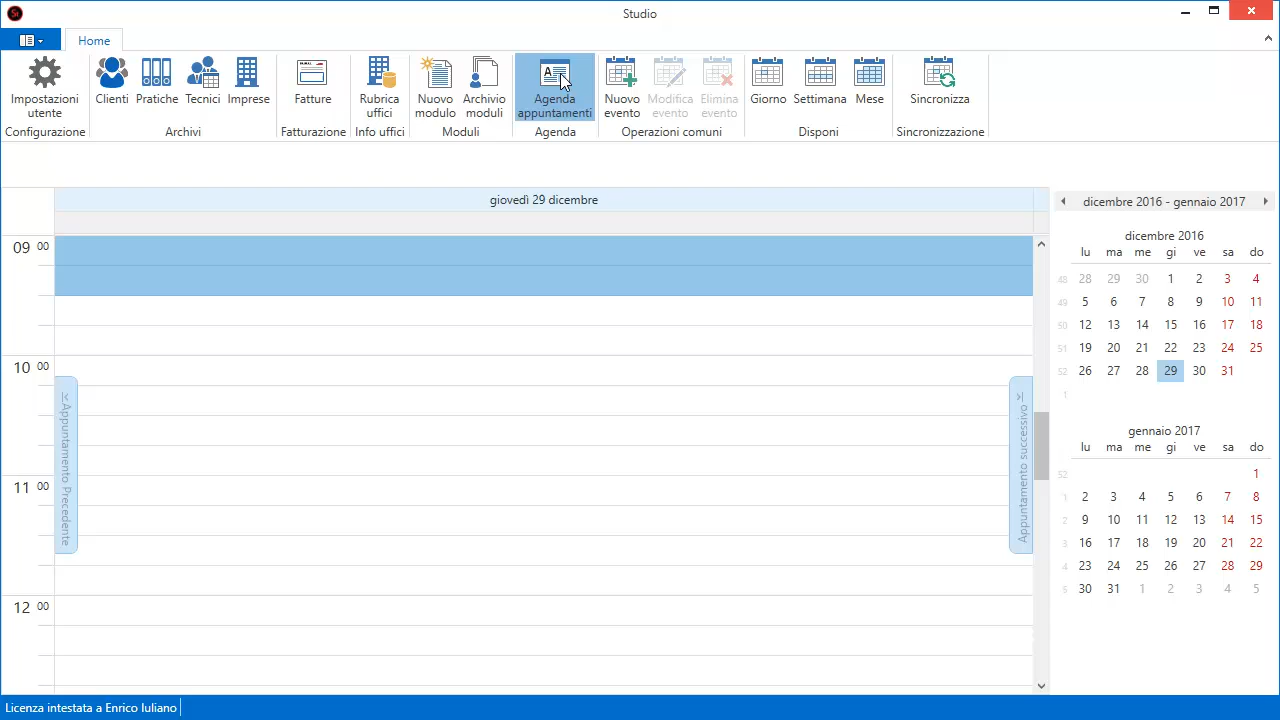 Studio
Home
Impostazioni utente
Clienti
Pratiche
Tecnici
Imprese
Fatture
Rubrica uffici
Nuovo modulo
Archivio moduli
Agenda appuntamenti
Nuovo evento
Modifica evento
Elimina evento
Giorno
Settimana
Mese
Sincronizza
Configurazione
Archivi
Fatturazione
Info uffici
Moduli
Agenda
Operazioni comuni
Disponi
Sincronizzazione
giovedì 29 dicembre
09 00
10 00
11 00
12 00
Appuntamento Precedente
Appuntamento successivo
dicembre 2016 - gennaio 2017
dicembre 2016
lu ma me gi ve sa do
48 28 29 30 1 2 3 4
49 5 6 7 8 9 10 11
50 12 13 14 15 16 17 18
51 19 20 21 22 23 24 25
52 26 27 28 29 30 31
1
gennaio 2017
lu ma me gi ve sa do
52 1
1 2 3 4 5 6 7 8
2 9 10 11 12 13 14 15
3 16 17 18 19 20 21 22
4 23 24 25 26 27 28 29
5 30 31 1 2 3 4 5
Licenza intestata a Enrico Iuliano